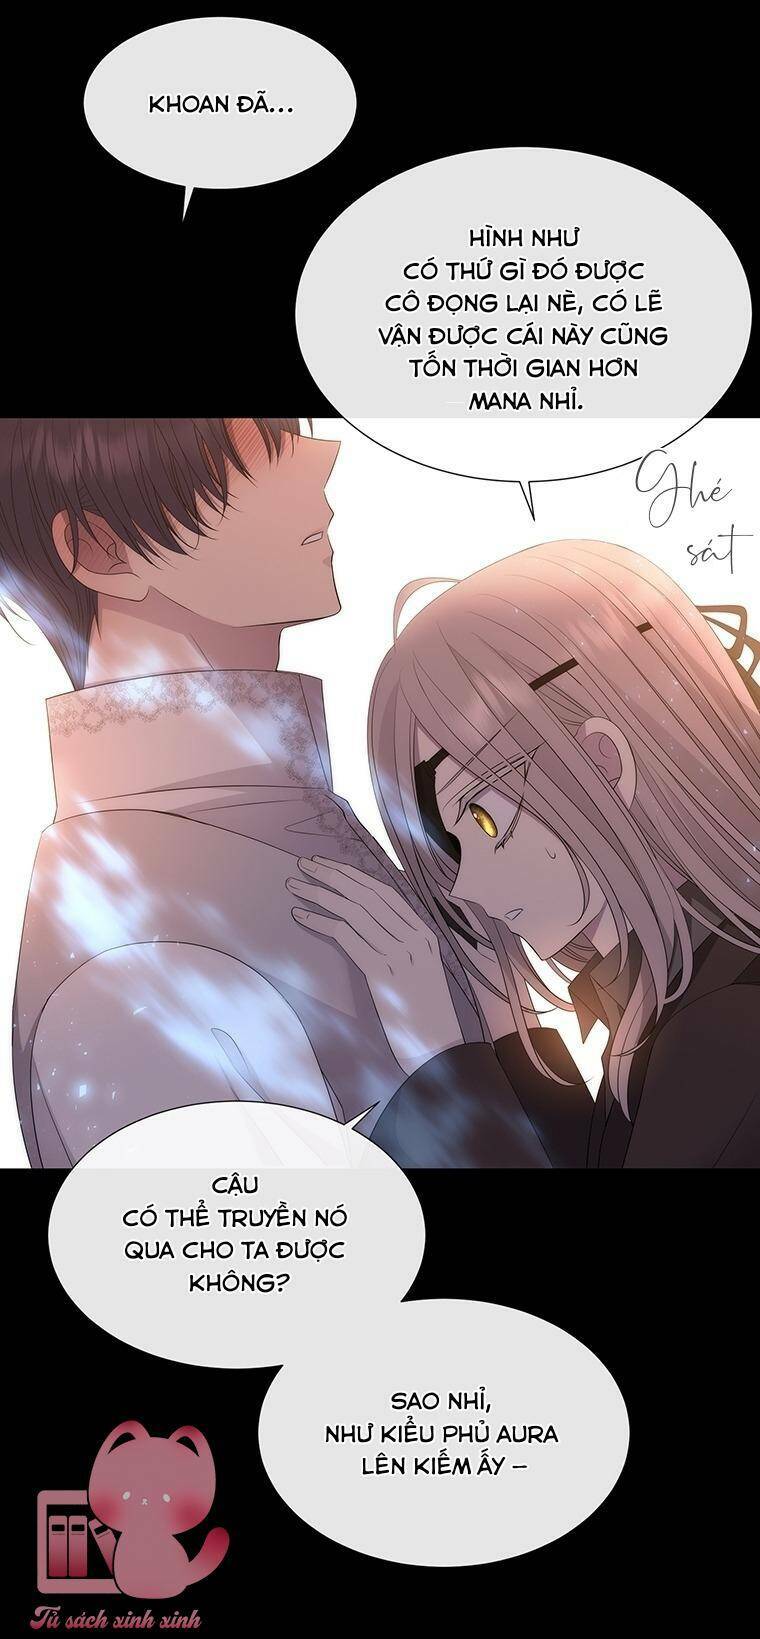 KHOAN ĐÃ...
HÌNH NHƯ
CÓ THỨ GÌ ĐÓ ĐƯỢC
CÔ ĐỌNG LẠI NÈ, CÓ LẼ
VẬN ĐƯỢC CÁI NÀY CŨNG
TỐN THỜI GIAN HƠN
MANA NHỈ.
Ghé
sát
CẬU
CÓ THỂ TRUYỀN NÓ
QUA CHO TA ĐƯỢC
KHÔNG?
SAO NHỈ,
NHƯ KIỂU PHỦ AURA
LÊN KIẾM ẤY –
Tủ sách xinh xinh